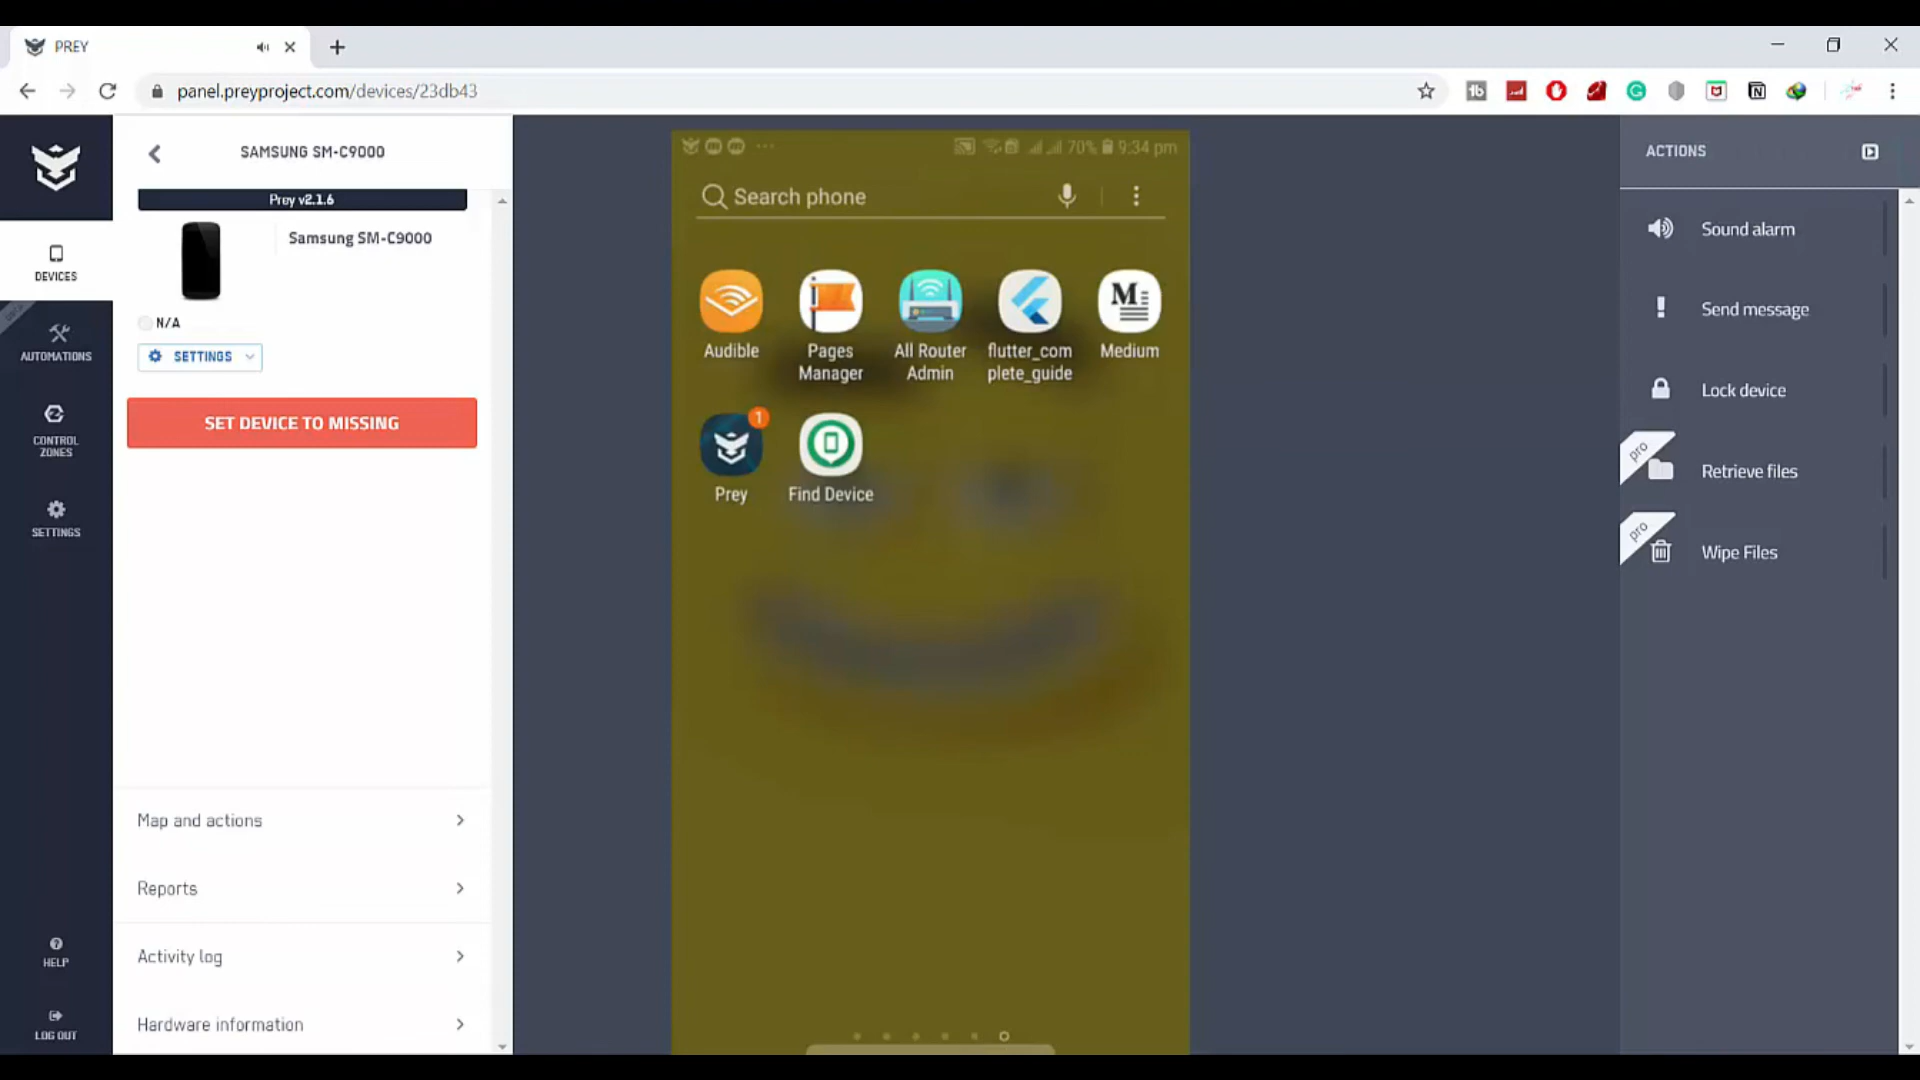 PREY
panel.preyproject.com/devices/23db43
SAMSUNG SM-C9000
Prey v2.1.6
Samsung SM-C9000
N/A
SETTINGS
SET DEVICE TO MISSING
Map and actions
Reports
Activity log
Hardware information
DEVICES
AUTOMATIONS
CONTROL
ZONES
SETTINGS
HELP
LOG OUT
70% 9:34 pm
Search phone
Audible
Pages
Manager
All Router
Admin
flutter_com
plete_guide
Medium
1
Prey
Find Device
ACTIONS
Sound alarm
Send message
Lock device
pro
Retrieve files
pro
Wipe Files